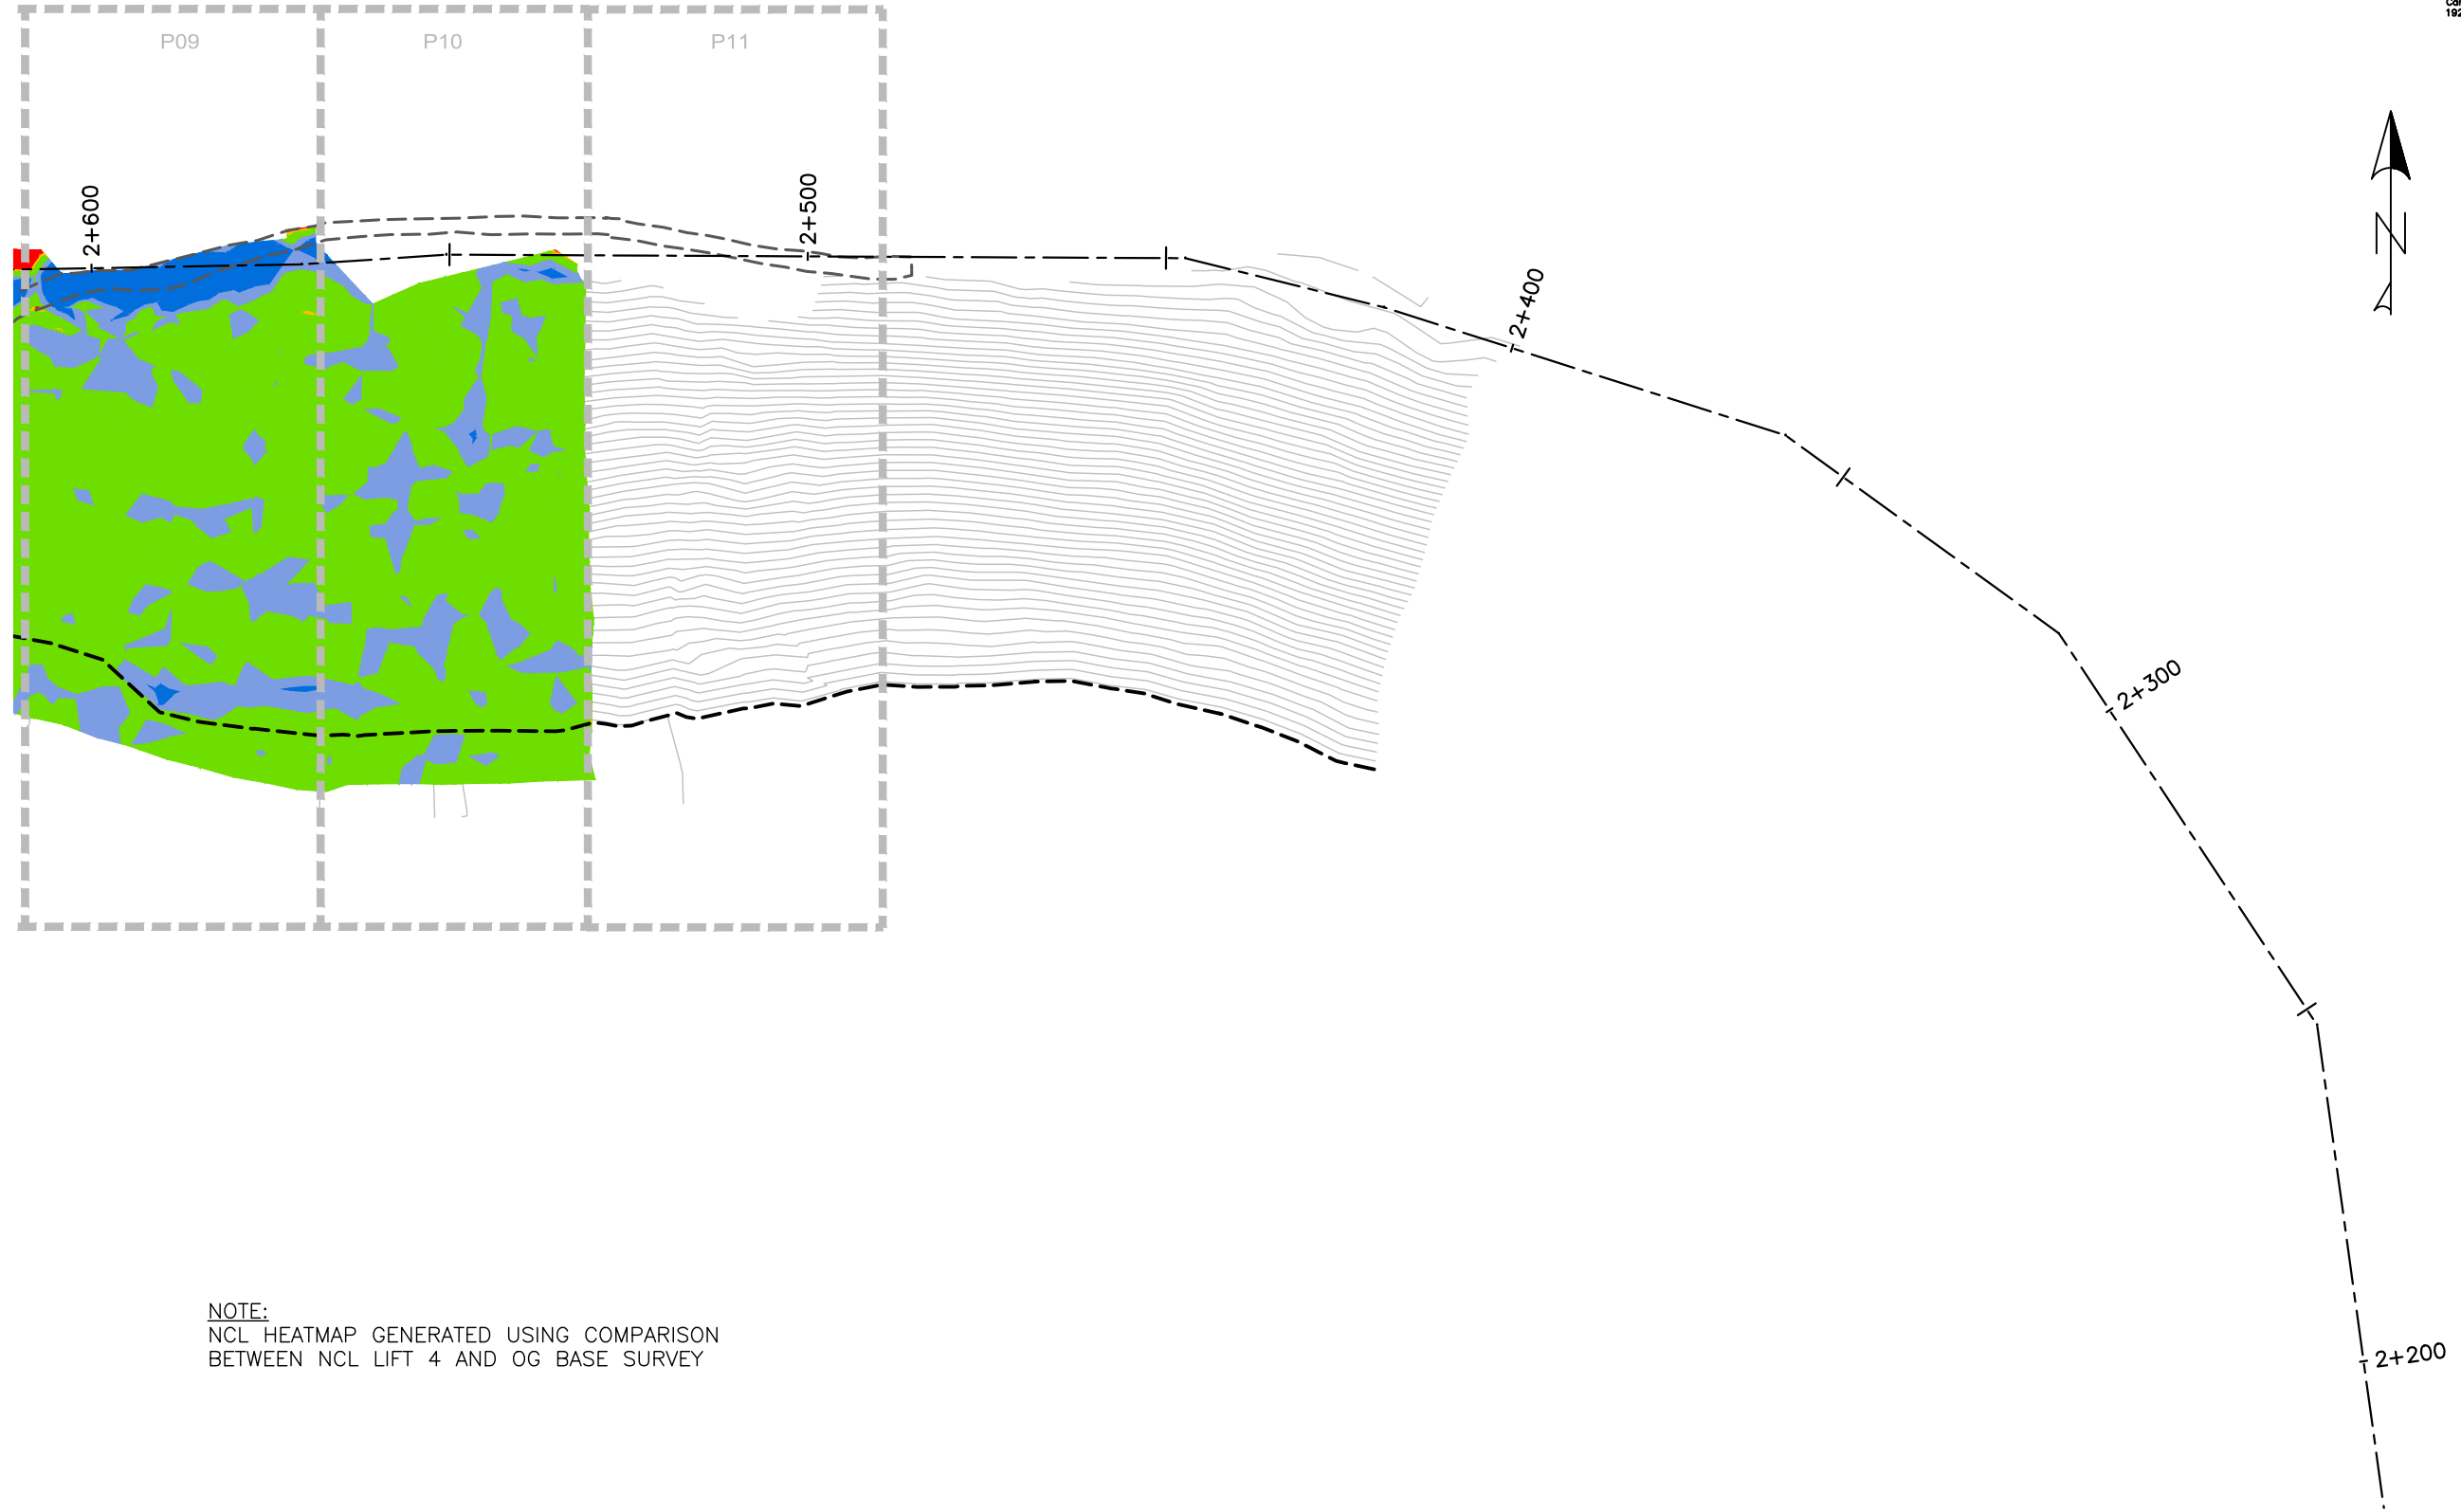 P09
P10
P11
2+600
2+500
2+400
2+300
2+200
N
NOTE:
NCL HEATMAP GENERATED USING COMPARISON
BETWEEN NCL LIFT 4 AND OG BASE SURVEY